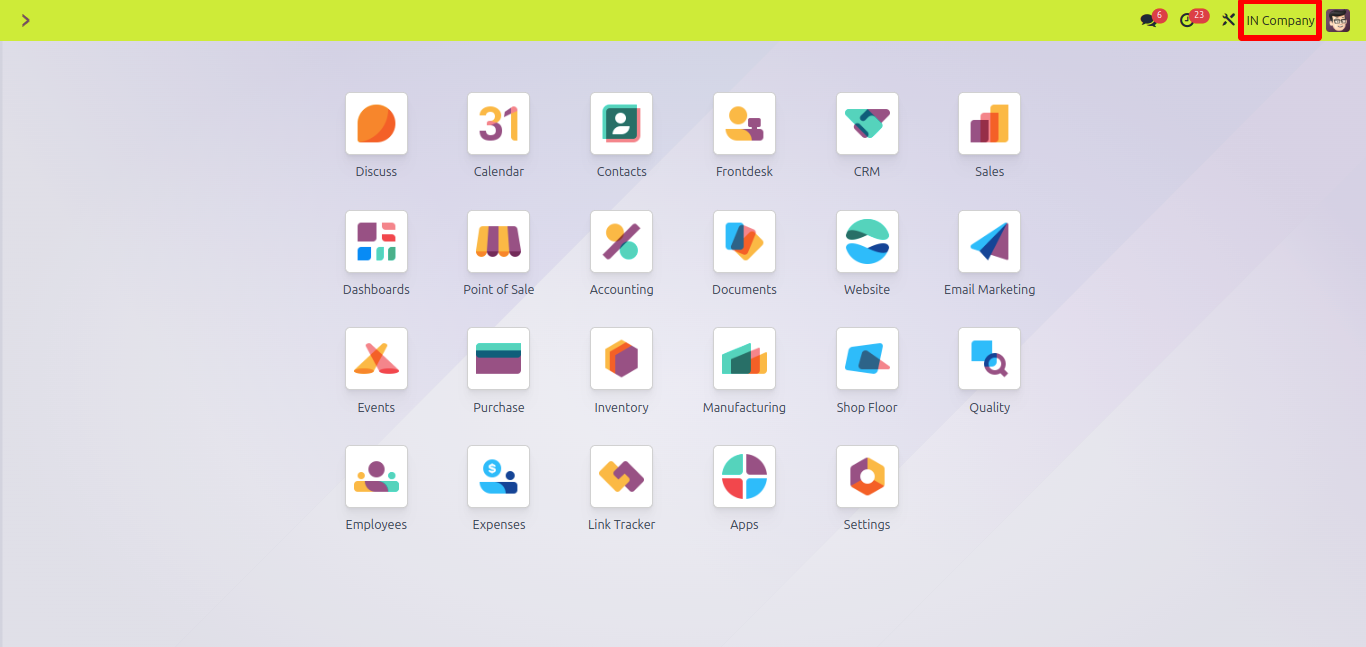 6 23 IN Company
31
Discuss Calendar Contacts Frontdesk CRM Sales
Dashboards Point of Sale Accounting Documents Website Email Marketing
Events Purchase Inventory Manufacturing Shop Floor Quality
$
Employees Expenses Link Tracker Apps Settings